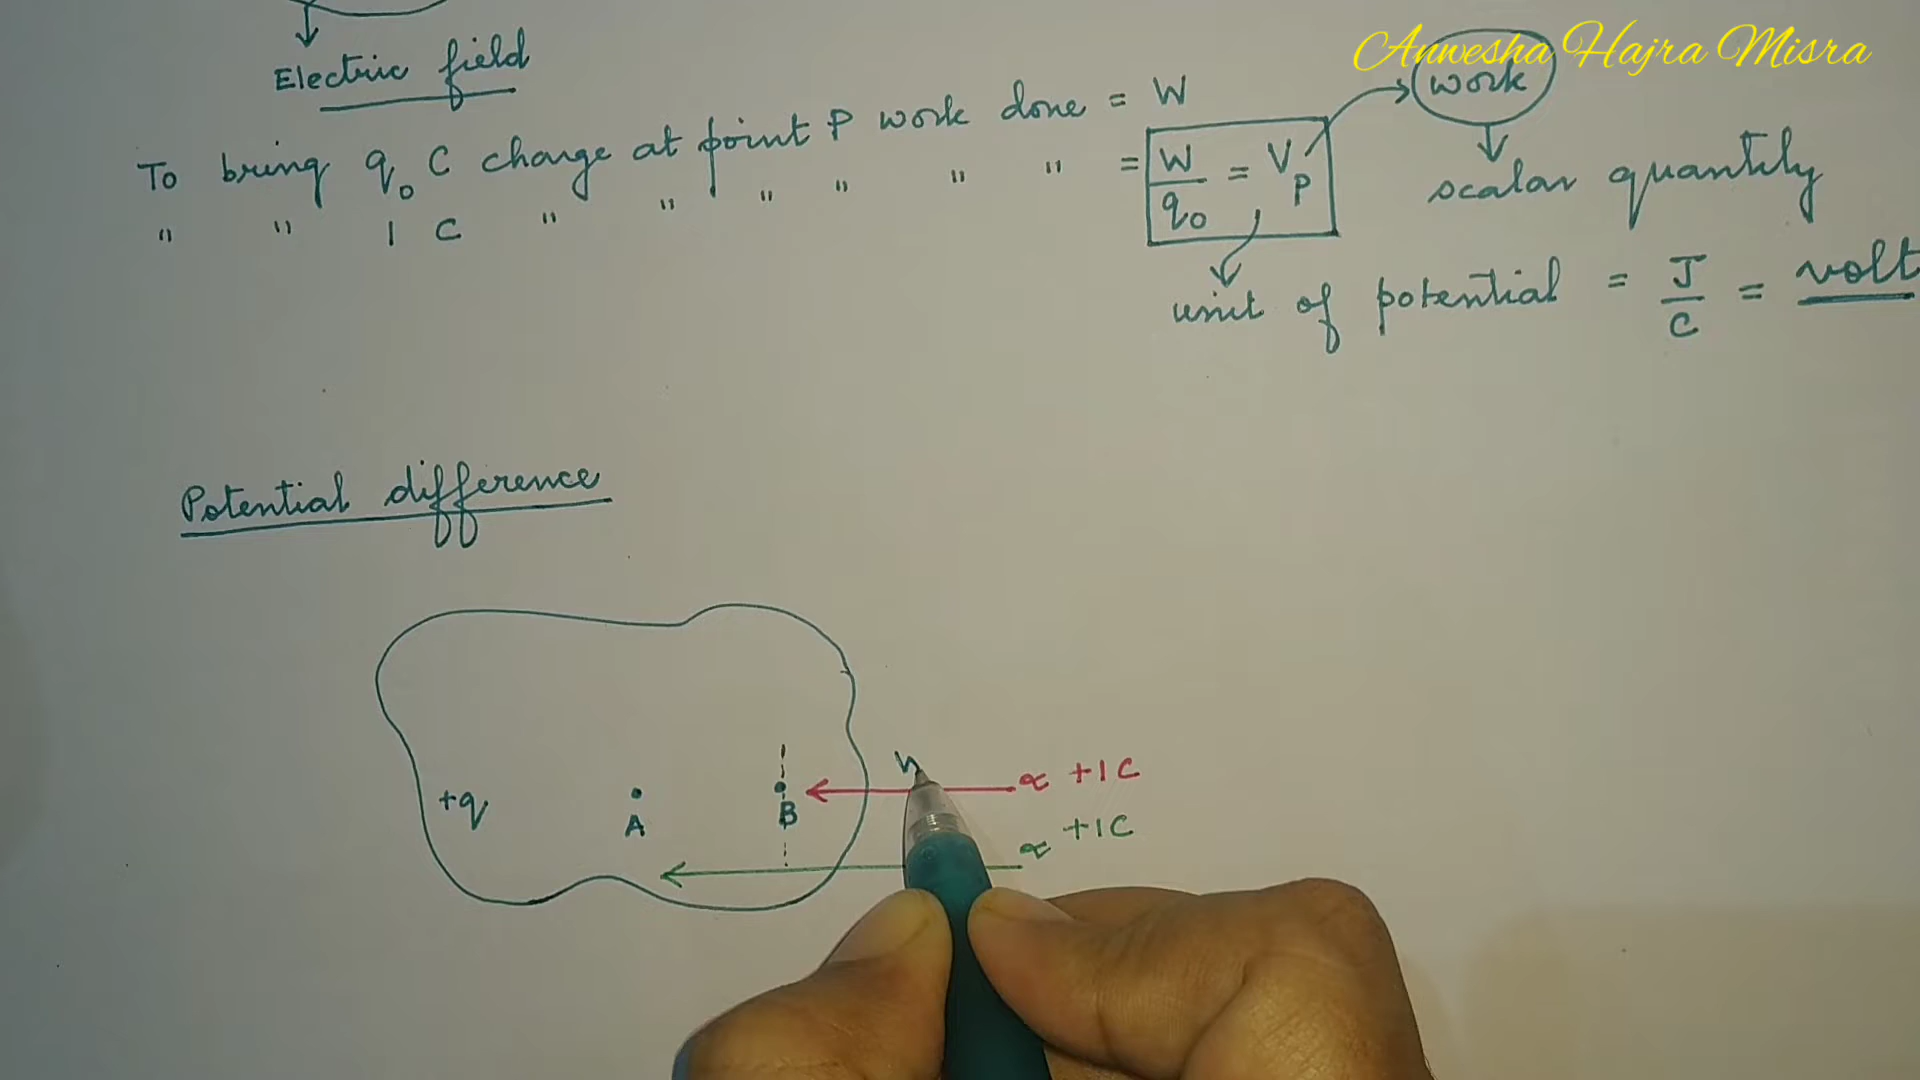 Anwesha Hajra Misra
Electric field
work
To bring q₀ C charge at point P work done = W
" " 1 C " " " " " " = W/q₀ = V_P
scalar quantity
unit of potential = J/C = volt
Potential difference
W
∝ +1C
+q
A
B
∝ +1C